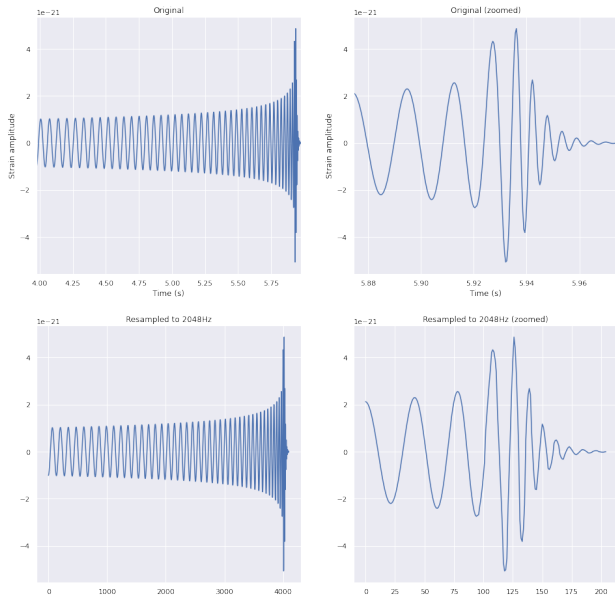 Original
1e−21
4
2
0
−2
−4
Strain amplitude
4.00 4.25 4.50 4.75 5.00 5.25 5.50 5.75
Time (s)
Original (zoomed)
1e−21
4
2
0
−2
−4
Strain amplitude
5.88 5.90 5.92 5.94 5.96
Time (s)
Resampled to 2048Hz
1e−21
4
2
0
−2
−4
0 1000 2000 3000 4000
Resampled to 2048Hz (zoomed)
1e−21
4
2
0
−2
−4
0 25 50 75 100 125 150 175 200